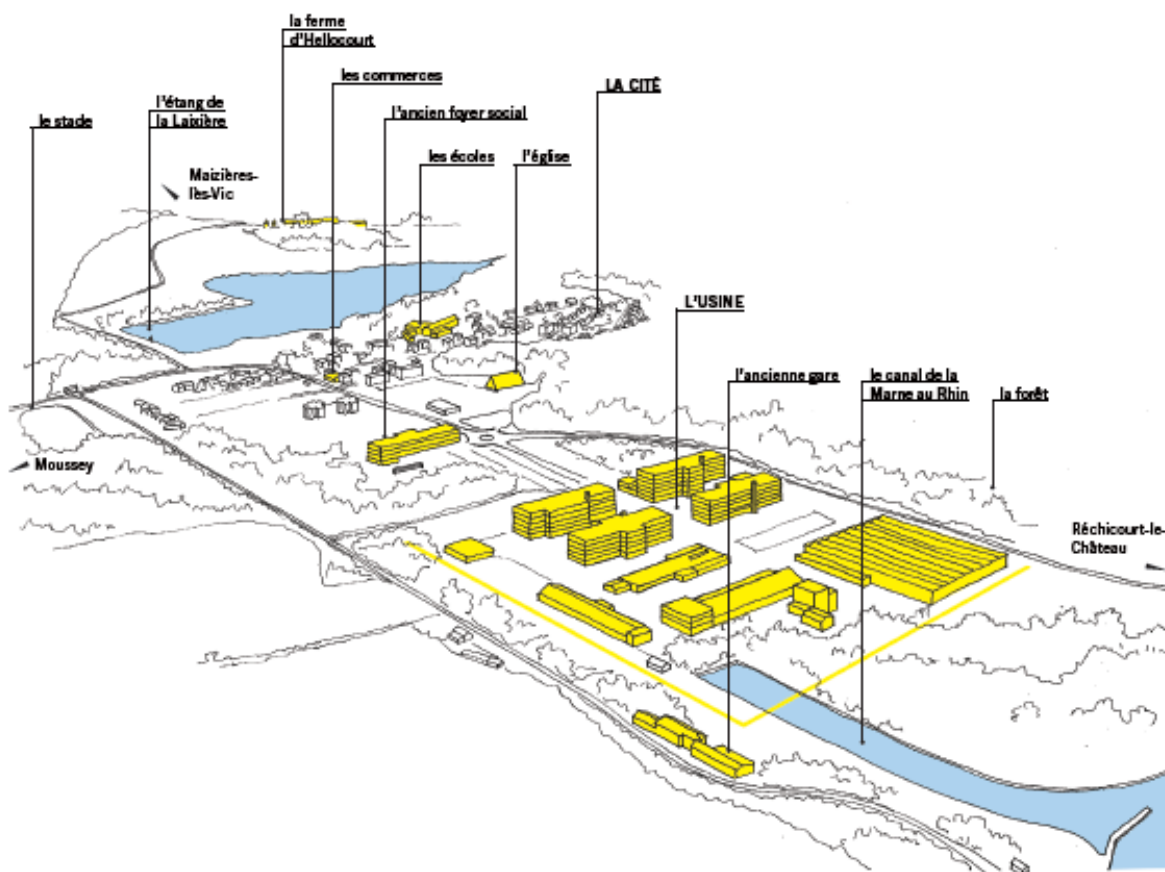 la ferme
d'Hellocourt
les commerces
LA CITÉ
l'étang de
la Laixière
le stade
l'ancien foyer social
les écoles
l'église
Maizières-
lès-Vic
L'USINE
l'ancienne gare
le canal de la
Marne au Rhin
la forêt
Moussey
Réchicourt-le-
Château